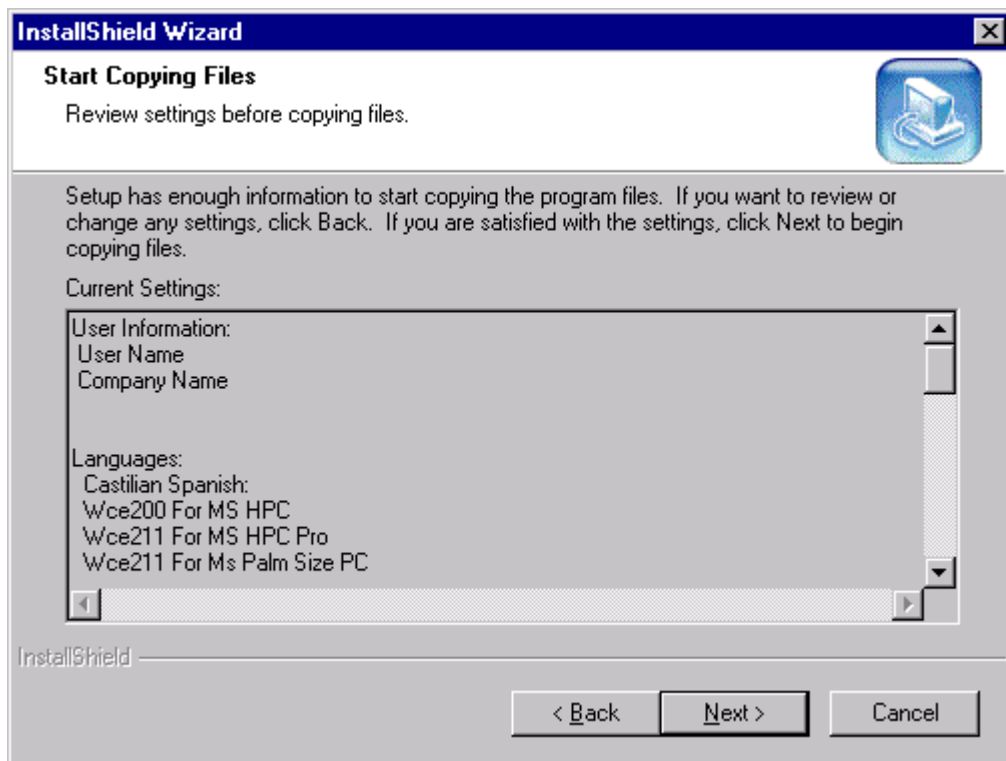 InstallShield Wizard
Start Copying Files
Review settings before copying files.
Setup has enough information to start copying the program files.  If you want to review or
change any settings, click Back.  If you are satisfied with the settings, click Next to begin
copying files.
Current Settings:
User Information:
User Name
Company Name
Languages:
Castilian Spanish:
Wce200 For MS HPC
Wce211 For MS HPC Pro
Wce211 For Ms Palm Size PC
InstallShield
< Back
Next >
Cancel